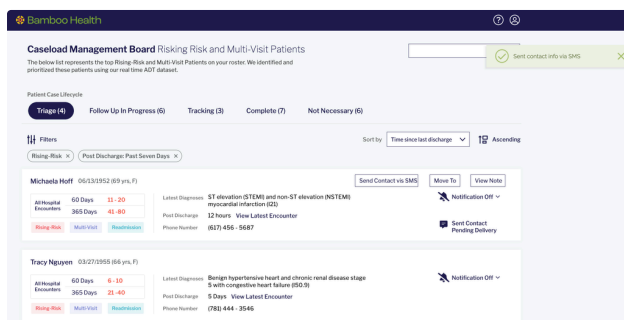 Bamboo Health
Sent contact info via SMS
Caseload Management Board Risking Risk and Multi-Visit Patients
The below list represents the top Rising-Risk and Multi-Visit Patients on your roster. We identified and
prioritized these patients using our real time ADT dataset.
Patient Case Lifecycle
Triage (4) Follow Up In Progress (6) Tracking (3) Complete (7) Not Necessary (6)
Filters Sort by Time since last discharge Ascending
Rising-Risk × Post Discharge: Past Seven Days ×
Michaela Hoff 06/13/1952 (69 yrs, F) Send Contact vis SMS Move To View Note
All Hospital Encounters 60 Days 11 - 20
365 Days 41 -80
Rising-Risk Multi-Visit Readmission
Latest Diagnoses ST elevation (STEMI) and non-ST elevation (NSTEMI)
myocardial infarction (I21)
Post Discharge 12 hours View Latest Encounter
Phone Number (617) 456 - 5687
Notification Off
Sent Contact
Pending Delivery
Tracy Nguyen 03/27/1955 (66 yrs, F)
All Hospital Encounters 60 Days 6 - 10
365 Days 21 -40
Rising-Risk Multi-Visit Readmission
Latest Diagnoses Benign hypertensive heart and chronic renal disease stage
5 with congestive heart failure (I50.9)
Post Discharge 5 Days View Latest Encounter
Phone Number (781) 444 - 3546
Notification Off